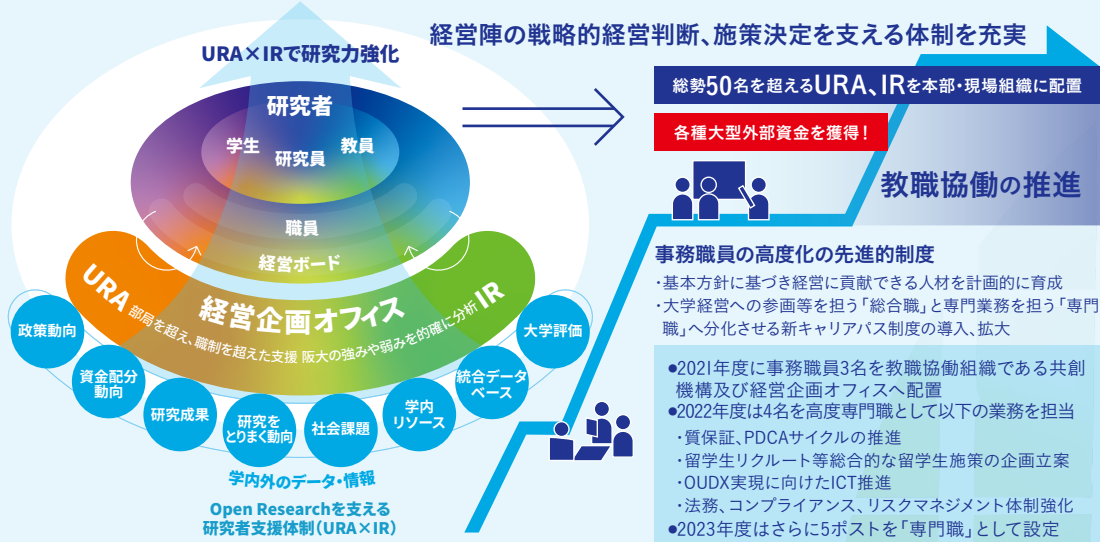 経営陣の戦略的経営判断、施策決定を支える体制を充実
URA×IRで研究力強化
研究者
学生
研究員
教員
職員
経営ボード
URA
経営企画オフィス
IR
部局を超え、職制を超えた支援 阪大の強みや弱みを的確に分析
政策動向
資金配分
動向
研究成果
研究を
とりまく動向
社会課題
学内
リソース
統合データ
ベース
大学評価
学内外のデータ・情報
Open Researchを支える
研究者支援体制(URA×IR)
総勢50名を超えるURA、IRを本部・現場組織に配置
各種大型外部資金を獲得！
教職協働の推進
事務職員の高度化の先進的制度
・基本方針に基づき経営に貢献できる人材を計画的に育成
・大学経営への参画等を担う「総合職」と専門業務を担う「専門
職」へ分化させる新キャリアパス制度の導入、拡大
●2021年度に事務職員3名を教職協働組織である共創
機構及び経営企画オフィスへ配置
●2022年度は4名を高度専門職として以下の業務を担当
・質保証、PDCAサイクルの推進
・留学生リクルート等総合的な留学生施策の企画立案
・OUDX実現に向けたICT推進
・法務、コンプライアンス、リスクマネジメント体制強化
●2023年度はさらに5ポストを「専門職」として設定